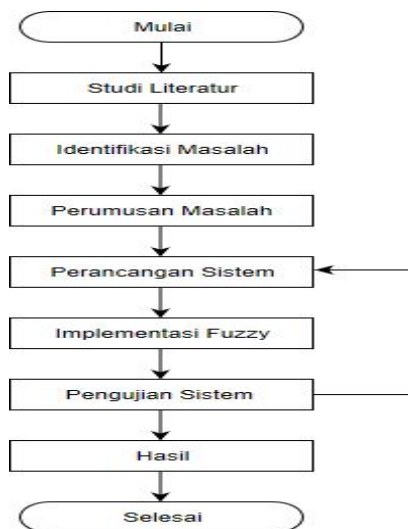 Mulai
Studi Literatur
Identifikasi Masalah
Perumusan Masalah
Perancangan Sistem
Implementasi Fuzzy
Pengujian Sistem
Hasil
Selesai